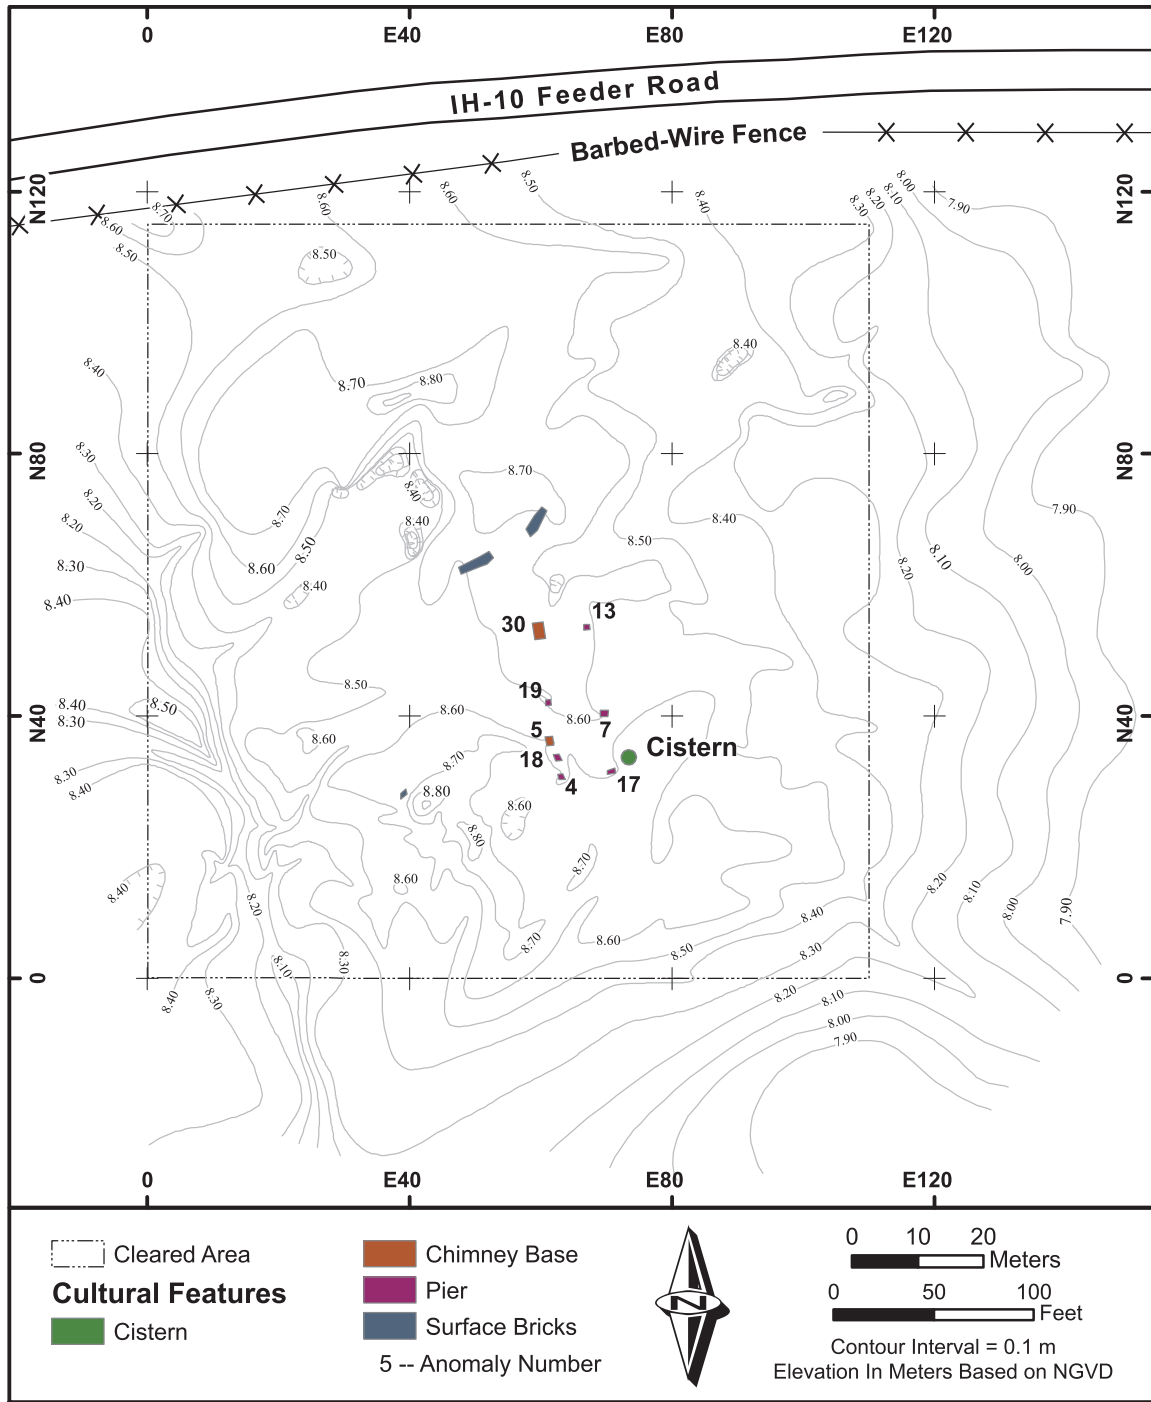 0 E40 E80 E120
IH-10 Feeder Road
Barbed-Wire Fence
N120 N120
8.70 8.60 8.50 8.60 8.60 8.50 8.40 8.30 8.20 8.10 8.00 7.90
8.50
8.40 8.70 8.80 8.40
N80 N80
8.30 8.20 8.20 8.30 8.40
8.70 8.60 8.50 8.40 8.40 8.40 8.70
8.50 8.40 8.20 8.10 8.00 7.90
30 13
19
8.50 8.60 8.60
N40 N40
8.40 8.30 8.50 8.60
5 7
18 Cistern
4 17
8.30 8.40 8.70 8.80 8.60
8.80 8.70 8.60
8.40 8.20 8.10 8.30
8.70 8.60 8.50 8.40 8.30
8.20 8.10 8.00 7.90
0 0
8.40 8.30
8.20 8.10
8.00
7.90
0 E40 E80 E120
Cleared Area
Cultural Features
Cistern
Chimney Base
Pier
Surface Bricks
5 -- Anomaly Number
N
0 10 20
Meters
0 50 100
Feet
Contour Interval = 0.1 m
Elevation In Meters Based on NGVD